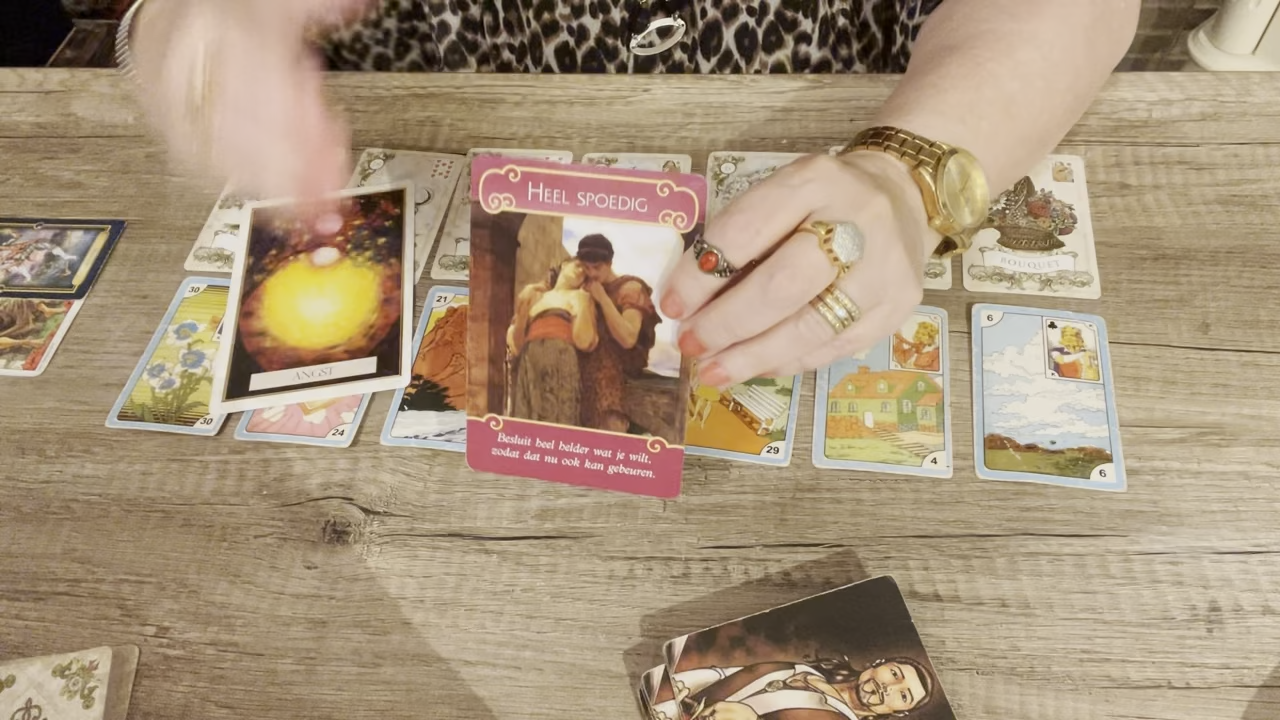 HEEL SPOEDIG
Besluit heel helder wat je wilt,
zodat dat nu ook kan gebeuren.
ANGST
BOUQUET
30
30
24
21
29
4
6
6